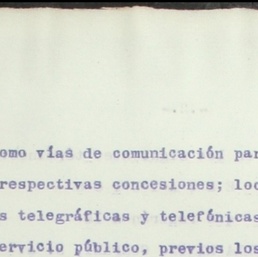 omo vías de comunicación par
respectivas concesiones; loc
s telegráficas y telefónicas
ervicio público, previos los